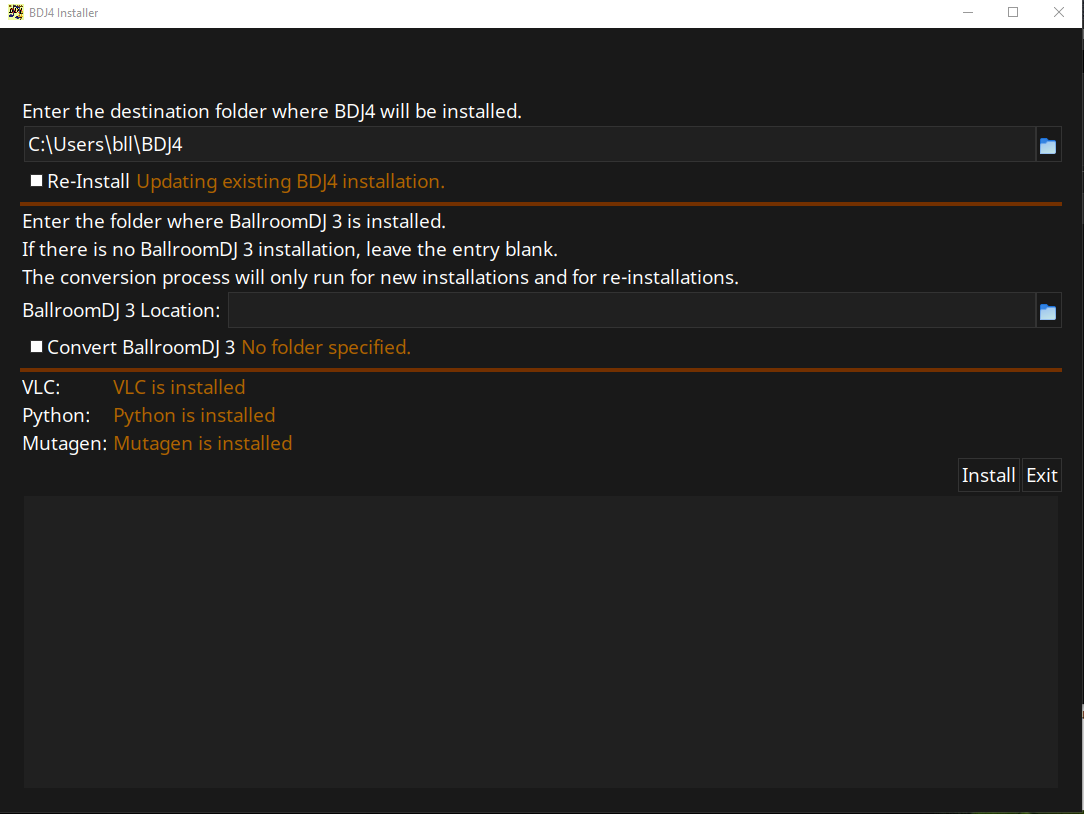 BDJ4 Installer
Enter the destination folder where BDJ4 will be installed.
C:\Users\bll\BDJ4
Re-Install Updating existing BDJ4 installation.
Enter the folder where BallroomDJ 3 is installed.
If there is no BallroomDJ 3 installation, leave the entry blank.
The conversion process will only run for new installations and for re-installations.
BallroomDJ 3 Location:
Convert BallroomDJ 3 No folder specified.
VLC: VLC is installed
Python: Python is installed
Mutagen: Mutagen is installed
Install Exit